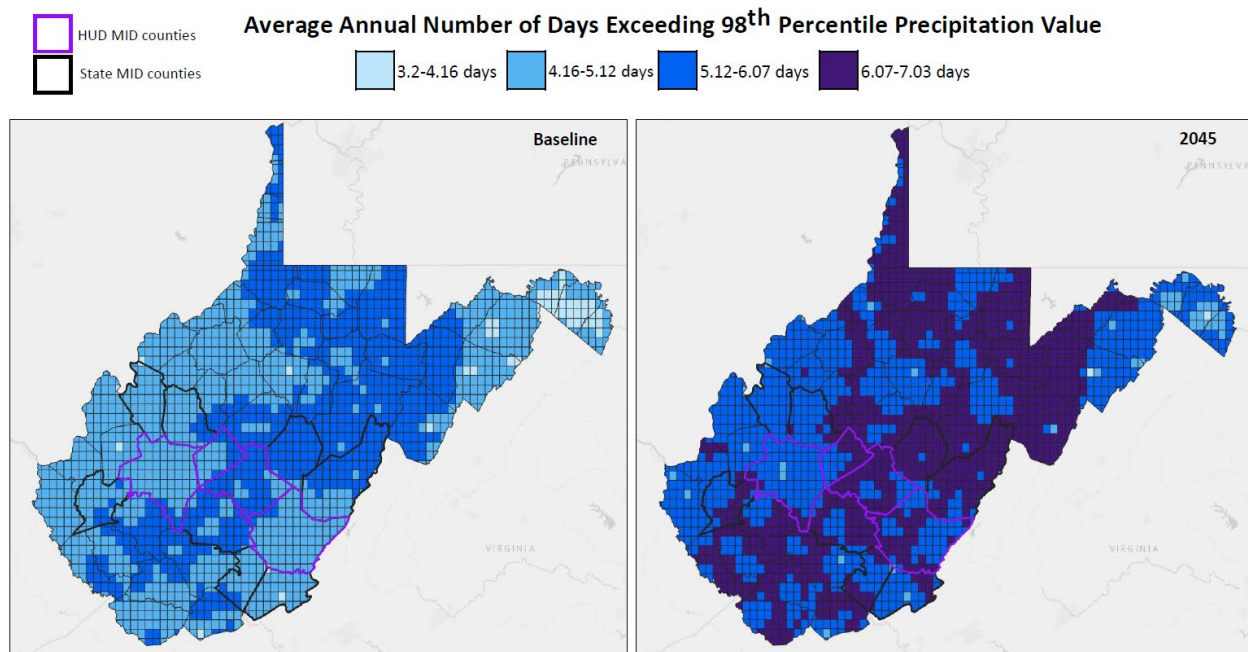 Average Annual Number of Days Exceeding 98th Percentile Precipitation Value
HUD MID counties
State MID counties
3.2-4.16 days
4.16-5.12 days
5.12-6.07 days
6.07-7.03 days
Baseline
PENNSYLVA
VIRGINIA
2045
PENNSYLVA
VIRGINIA